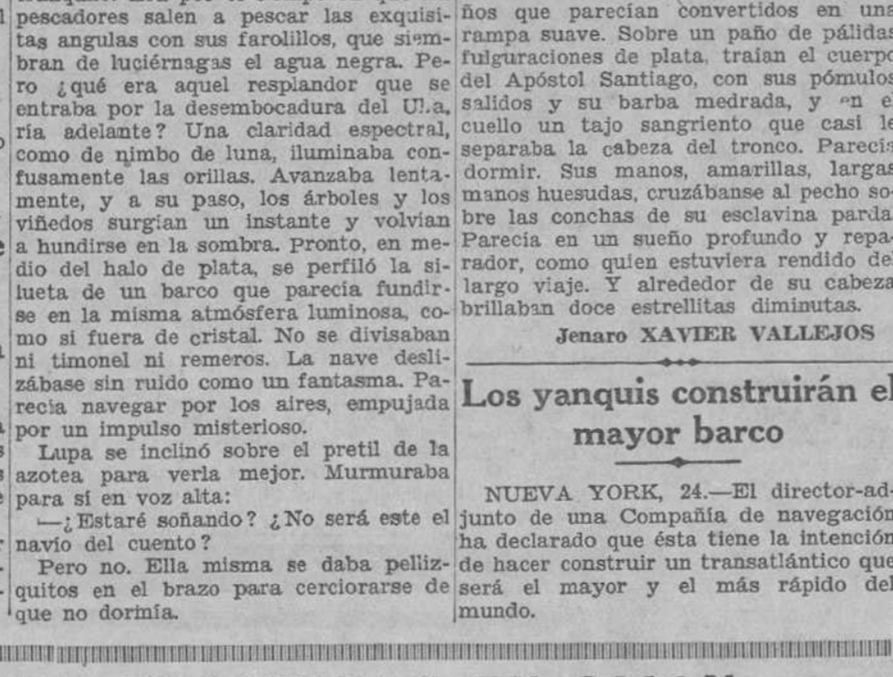 pescadores salen a pescar las exquisi-
tas angulas con sus farolillos, que siem-
bran de luciérnagas el agua negra. Pe-
ro ¿qué era aquel resplandor que se
entraba por la desembocadura del Ulla,
ría adelante? Una claridad espectral,
como de nimbo de luna, iluminaba con-
fusamente las orillas. Avanzaba lenta-
mente, y a su paso, los árboles y los
viñedos surgían un instante y volvían
a hundirse en la sombra. Pronto, en me-
dio del halo de plata, se perfiló la si-
lueta de un barco que parecía fundir-
se en la misma atmósfera luminosa, co-
mo si fuera de cristal. No se divisaban
ni timonel ni remeros. La nave desli-
zábase sin ruido como un fantasma. Pa-
recía navegar por los aires, empujada
por un impulso misterioso.
Lupa se inclinó sobre el pretil de la
azotea para verla mejor. Murmuraba
para sí en voz alta:
—¿Estaré soñando? ¿No será este el
navío del cuento?
Pero no. Ella misma se daba pelliz-
quitos en el brazo para cerciorarse de
que no dormía.
ños que parecían convertidos en una
rampa suave. Sobre un paño de pálidas
fulguraciones de plata, traían el cuerpo
del Apóstol Santiago, con sus pómulos
salidos y su barba medrada, y en el
cuello un tajo sangriento que casi le
separaba la cabeza del tronco. Parecía
dormir. Sus manos, amarillas, largas
manos huesudas, cruzábanse al pecho so-
bre las conchas de su esclavina parda.
Parecía en un sueño profundo y repa-
rador, como quien estuviera rendido del
largo viaje. Y alrededor de su cabeza
brillaban doce estrellitas diminutas.
Jenaro XAVIER VALLEJOS
Los yanquis construirán el
mayor barco
NUEVA YORK, 24.—El director-ad-
junto de una Compañía de navegación
ha declarado que ésta tiene la intención
de hacer construir un transatlántico que
será el mayor y el más rápido del
mundo.